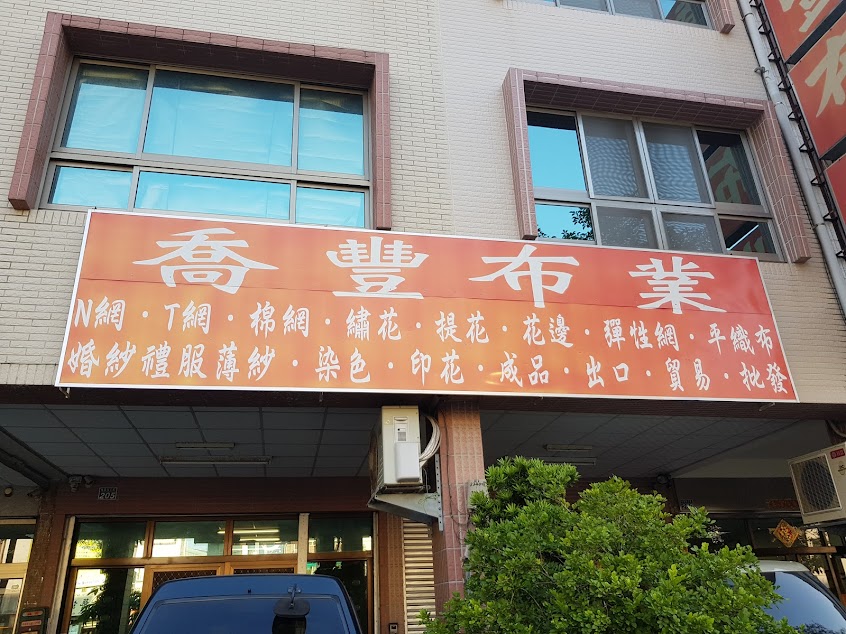 喬豐布業
N網·T網·棉網·繡花·提花·花邊·彈性網·平織布
婚紗禮服薄紗·染色·印花·成品·出口·貿易·批發
205